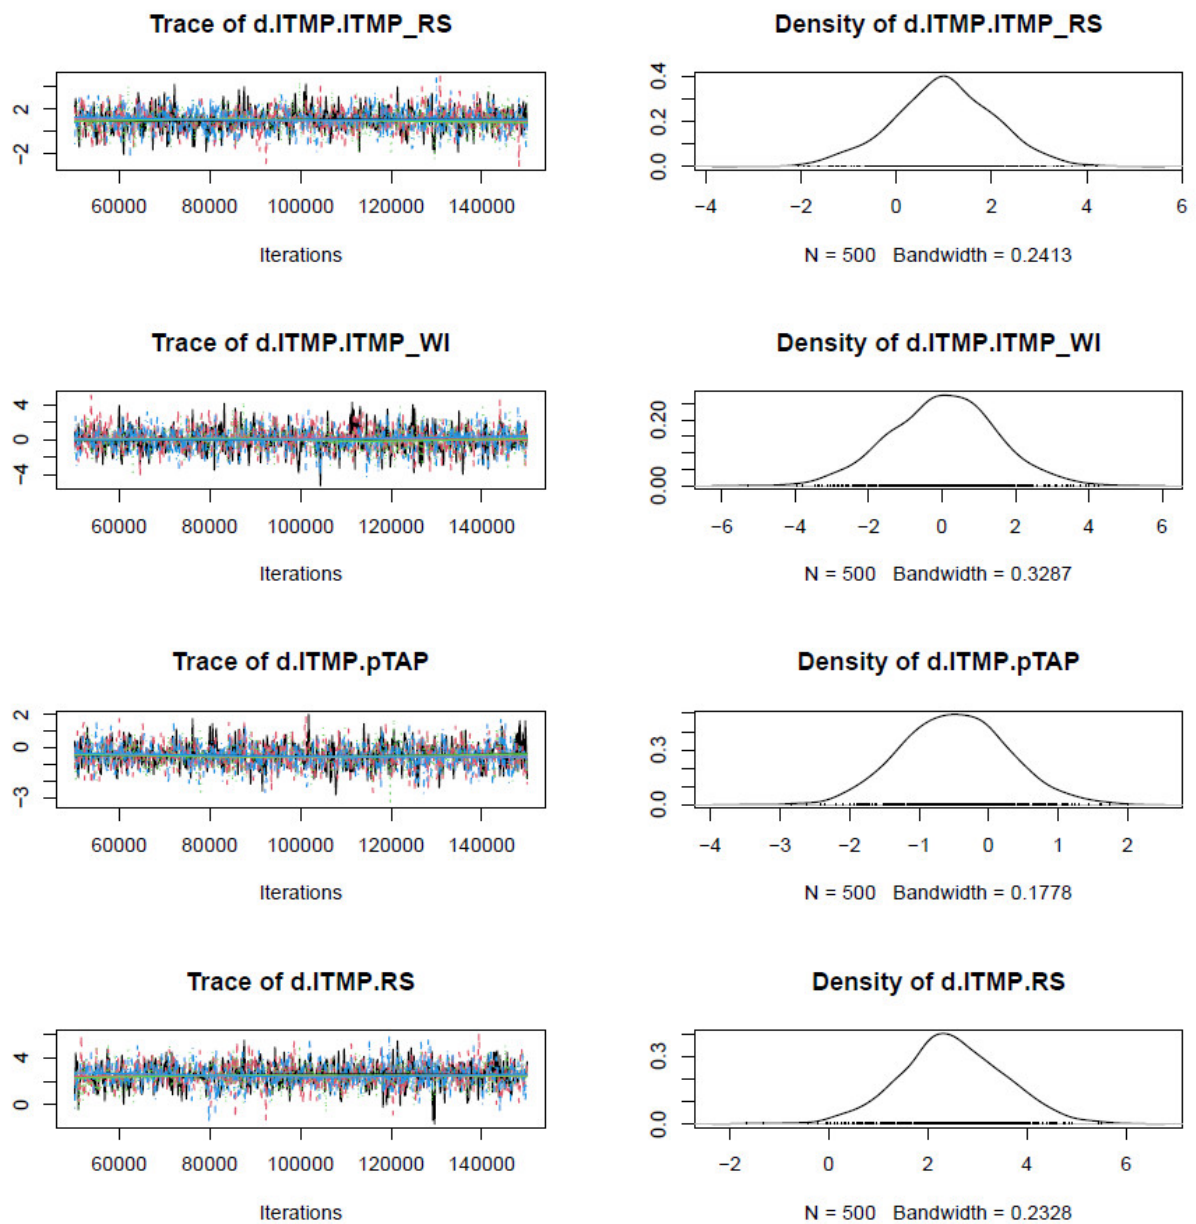 Trace of d.ITMP.ITMP_RS
Density of d.ITMP.ITMP_RS
2
−2
60000 80000 100000 120000 140000
Iterations
0.4
0.2
0.0
−4 −2 0 2 4 6
N = 500 Bandwidth = 0.2413
Trace of d.ITMP.ITMP_WI
Density of d.ITMP.ITMP_WI
4
0
−4
60000 80000 100000 120000 140000
Iterations
0.20
0.00
−6 −4 −2 0 2 4 6
N = 500 Bandwidth = 0.3287
Trace of d.ITMP.pTAP
Density of d.ITMP.pTAP
2
0
−3
60000 80000 100000 120000 140000
Iterations
0.3
0.0
−4 −3 −2 −1 0 1 2
N = 500 Bandwidth = 0.1778
Trace of d.ITMP.RS
Density of d.ITMP.RS
4
0
60000 80000 100000 120000 140000
Iterations
0.3
0.0
−2 0 2 4 6
N = 500 Bandwidth = 0.2328